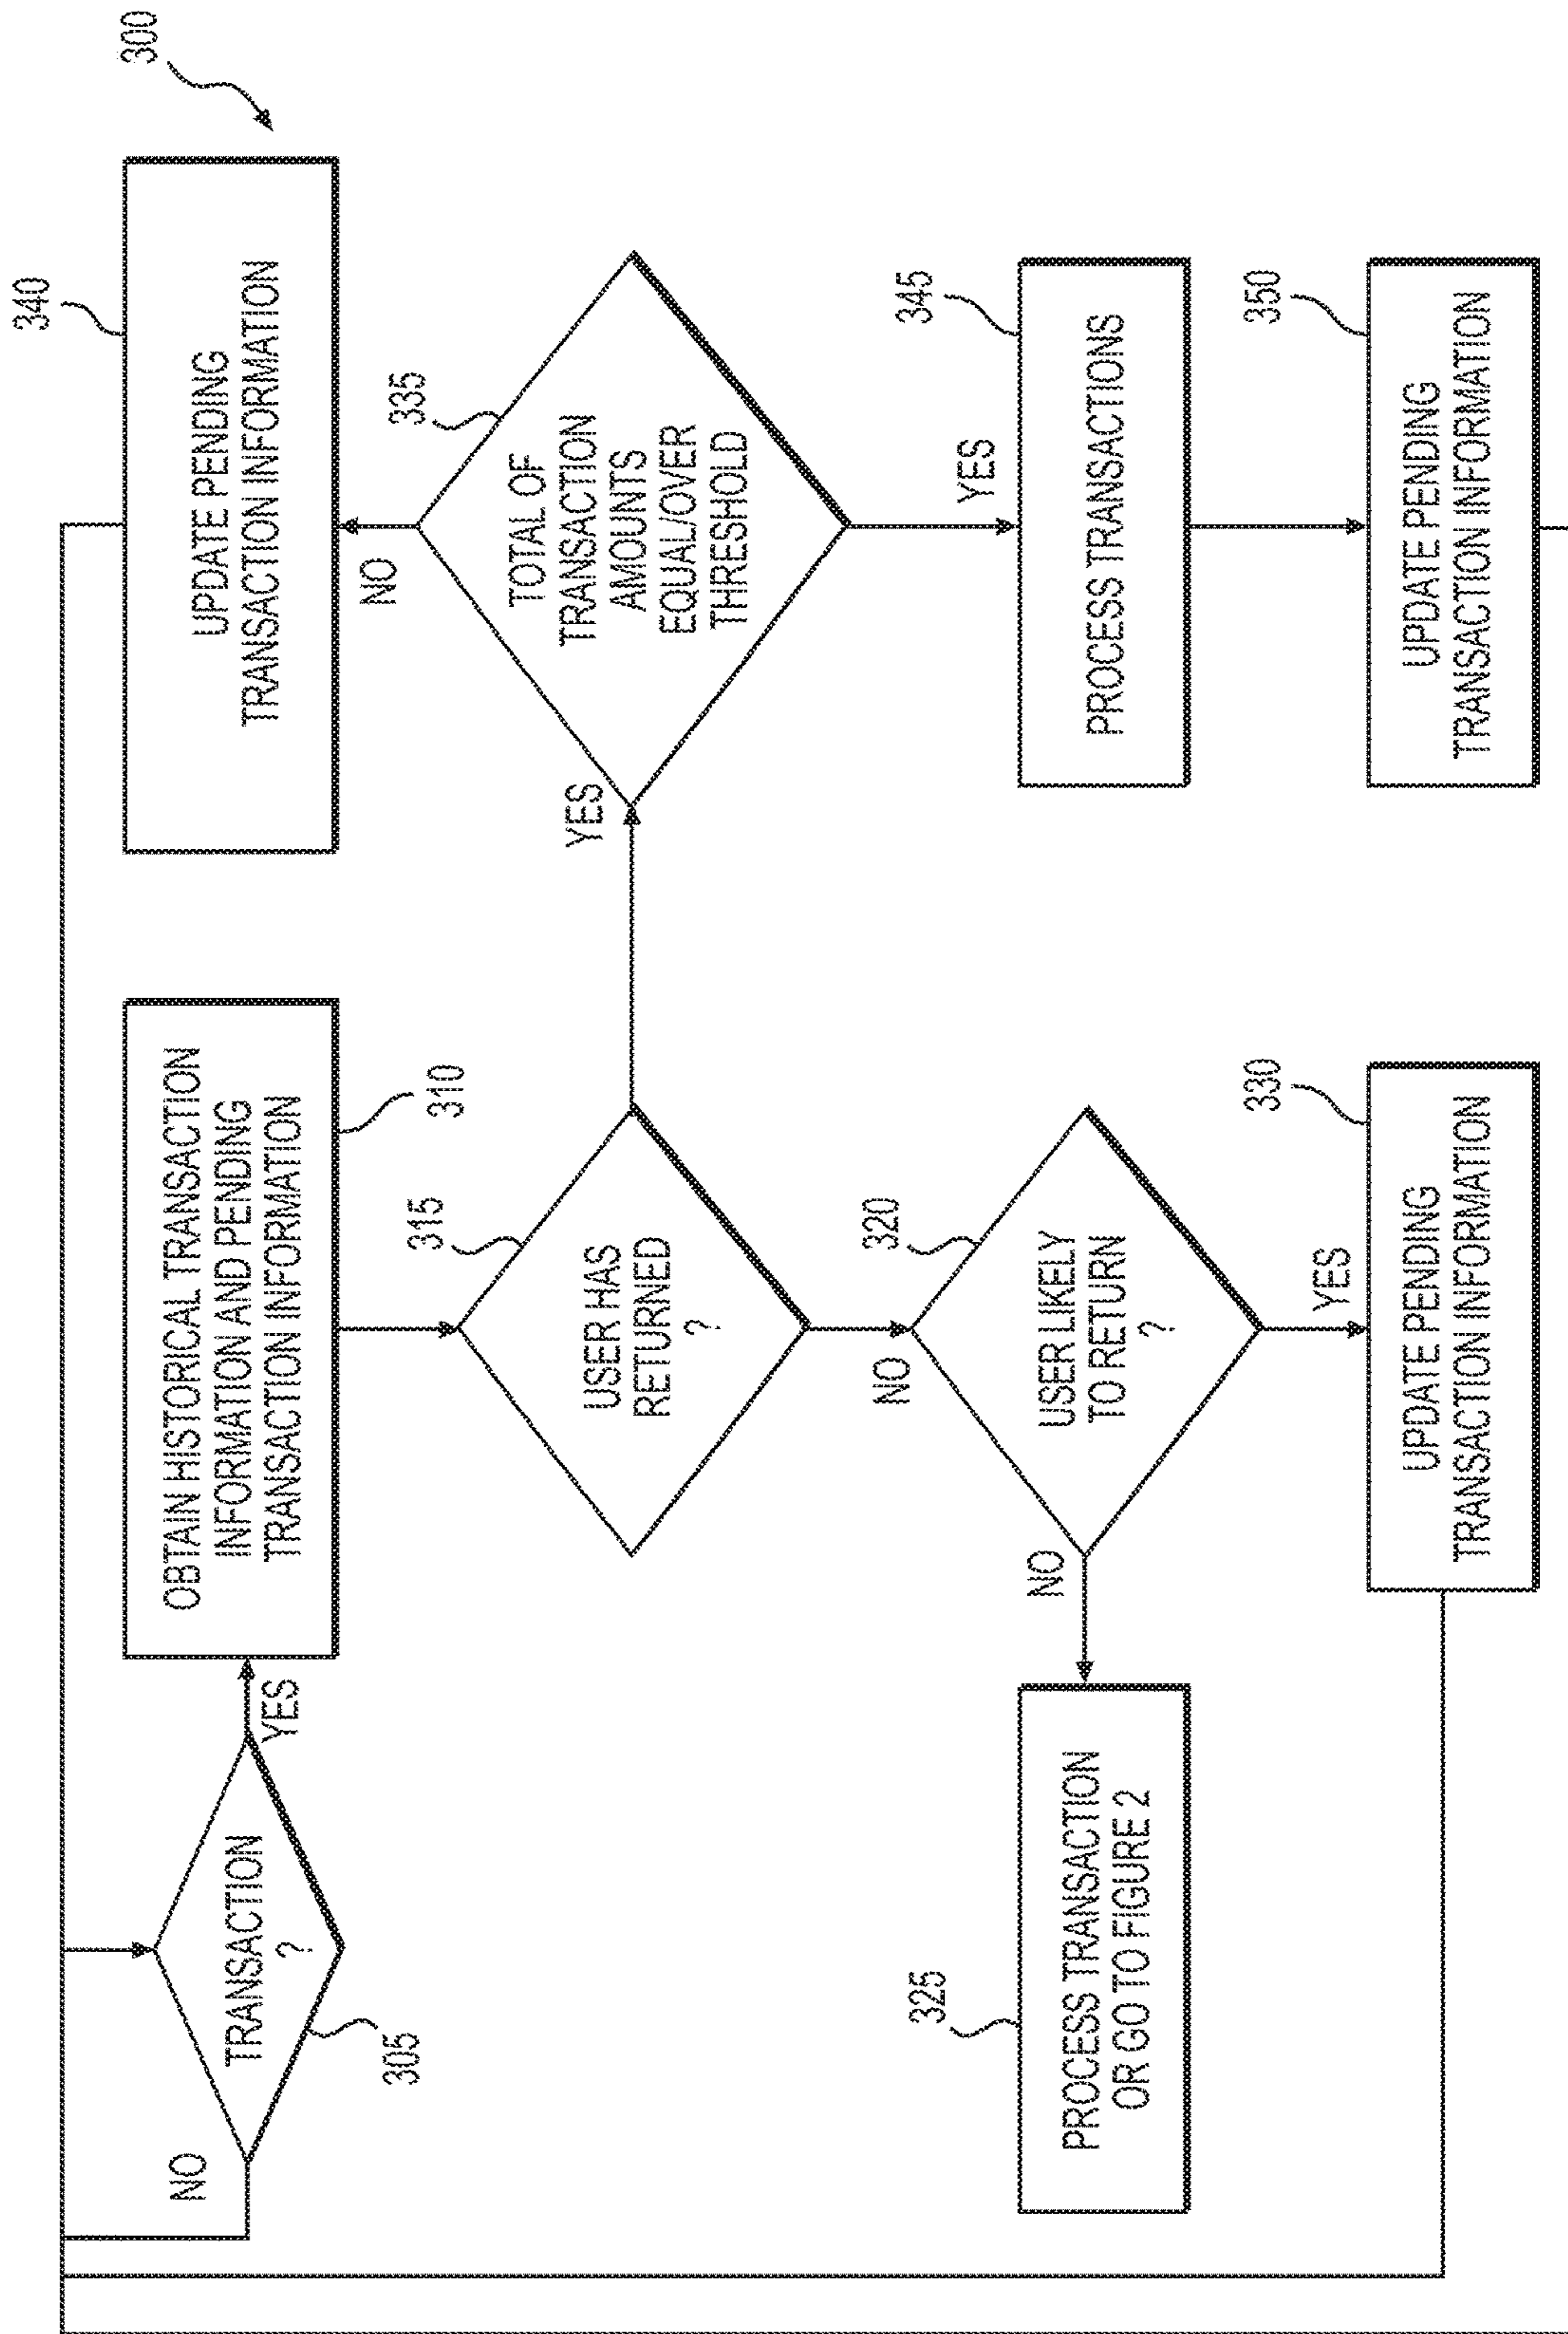 300
305
TRANSACTION
?
NO
YES
OBTAIN HISTORICAL TRANSACTION
INFORMATION AND PENDING
TRANSACTION INFORMATION
310
340
UPDATE PENDING
TRANSACTION INFORMATION
NO
315
USER HAS
RETURNED
?
YES
335
TOTAL OF
TRANSACTION
AMOUNTS
EQUAL/OVER
THRESHOLD
NO
YES
320
USER LIKELY
TO RETURN
?
NO
YES
325
PROCESS TRANSACTION
OR GO TO FIGURE 2
345
PROCESS TRANSACTIONS
330
UPDATE PENDING
TRANSACTION INFORMATION
350
UPDATE PENDING
TRANSACTION INFORMATION